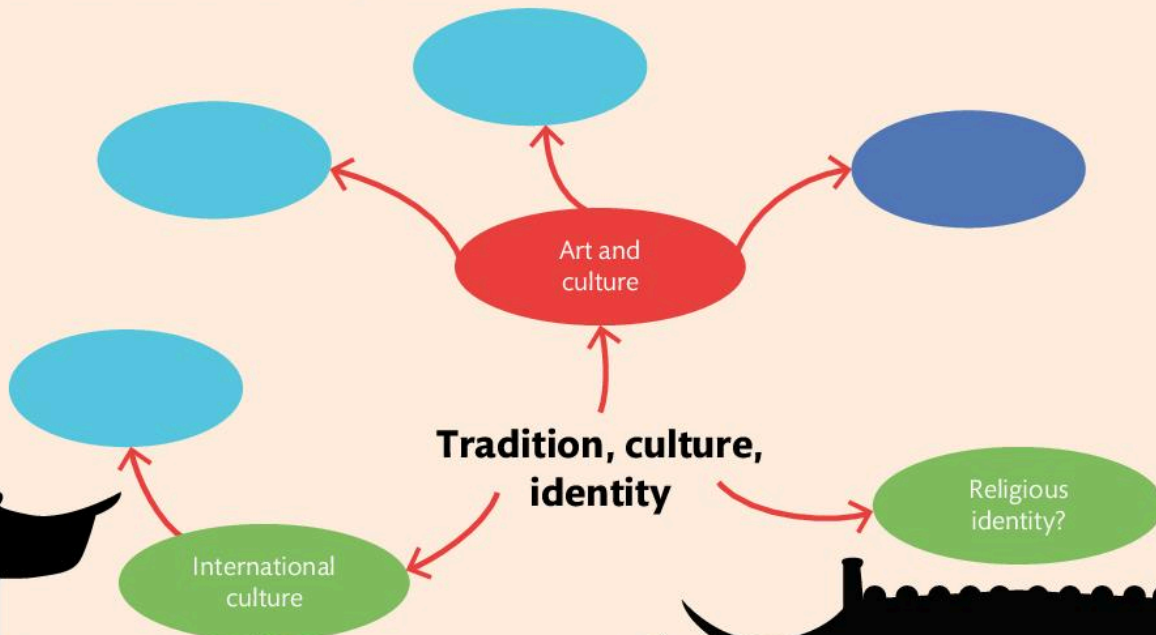 Art and
culture
Tradition, culture,
identity
Religious
identity?
International
culture